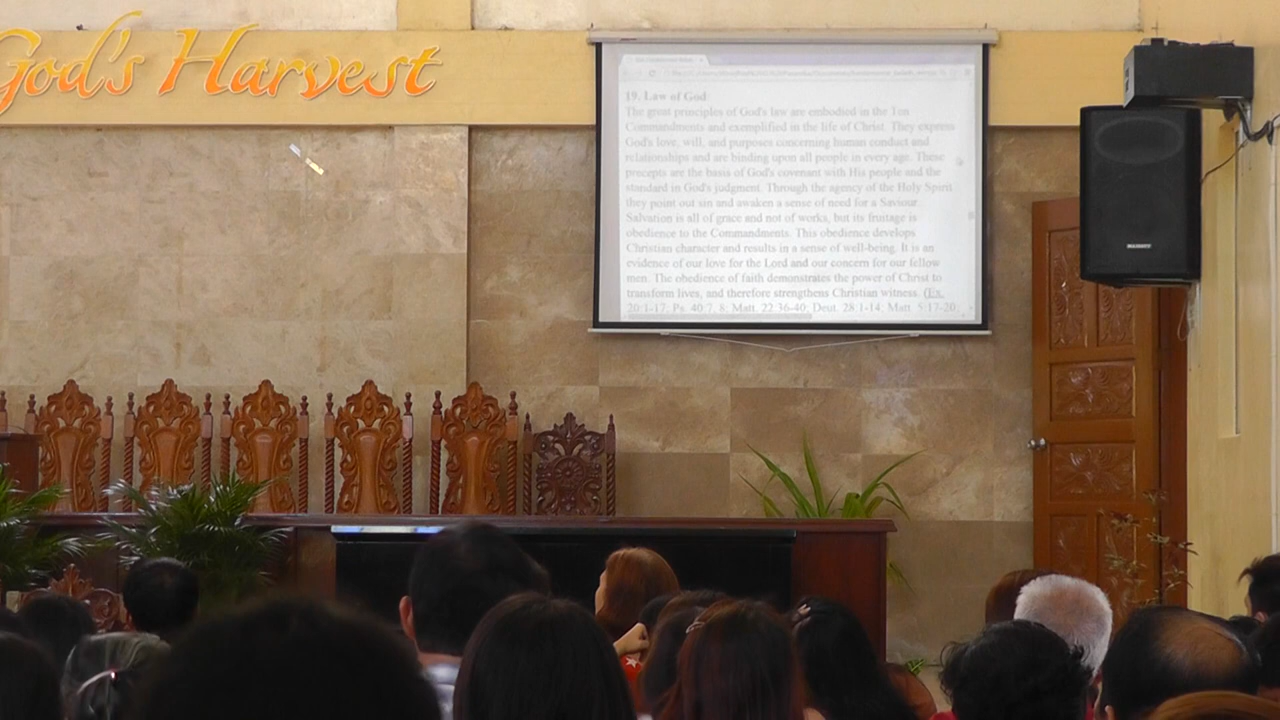 God's Harvest
19. Law of God:
The great principles of God's law are embodied in the Ten
Commandments and exemplified in the life of Christ. They express
God's love, will, and purposes concerning human conduct and
relationships and are binding upon all people in every age. These
precepts are the basis of God's covenant with His people and the
standard in God's judgment. Through the agency of the Holy Spirit
they point out sin and awaken a sense of need for a Saviour.
Salvation is all of grace and not of works, but its fruitage is
obedience to the Commandments. This obedience develops
Christian character and results in a sense of well-being. It is an
evidence of our love for the Lord and our concern for our fellow
men. The obedience of faith demonstrates the power of Christ to
transform lives, and therefore strengthens Christian witness. (Ex.
20:1-17; Ps. 40:7, 8; Matt. 22:36-40; Deut. 28:1-14; Matt. 5:17-20;